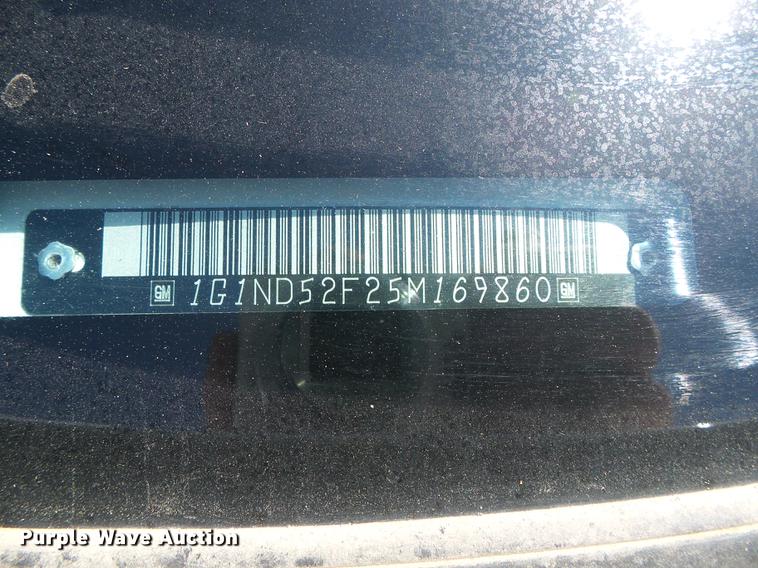 GM 1G1ND52F25M169860 GM
Purple Wave Auction